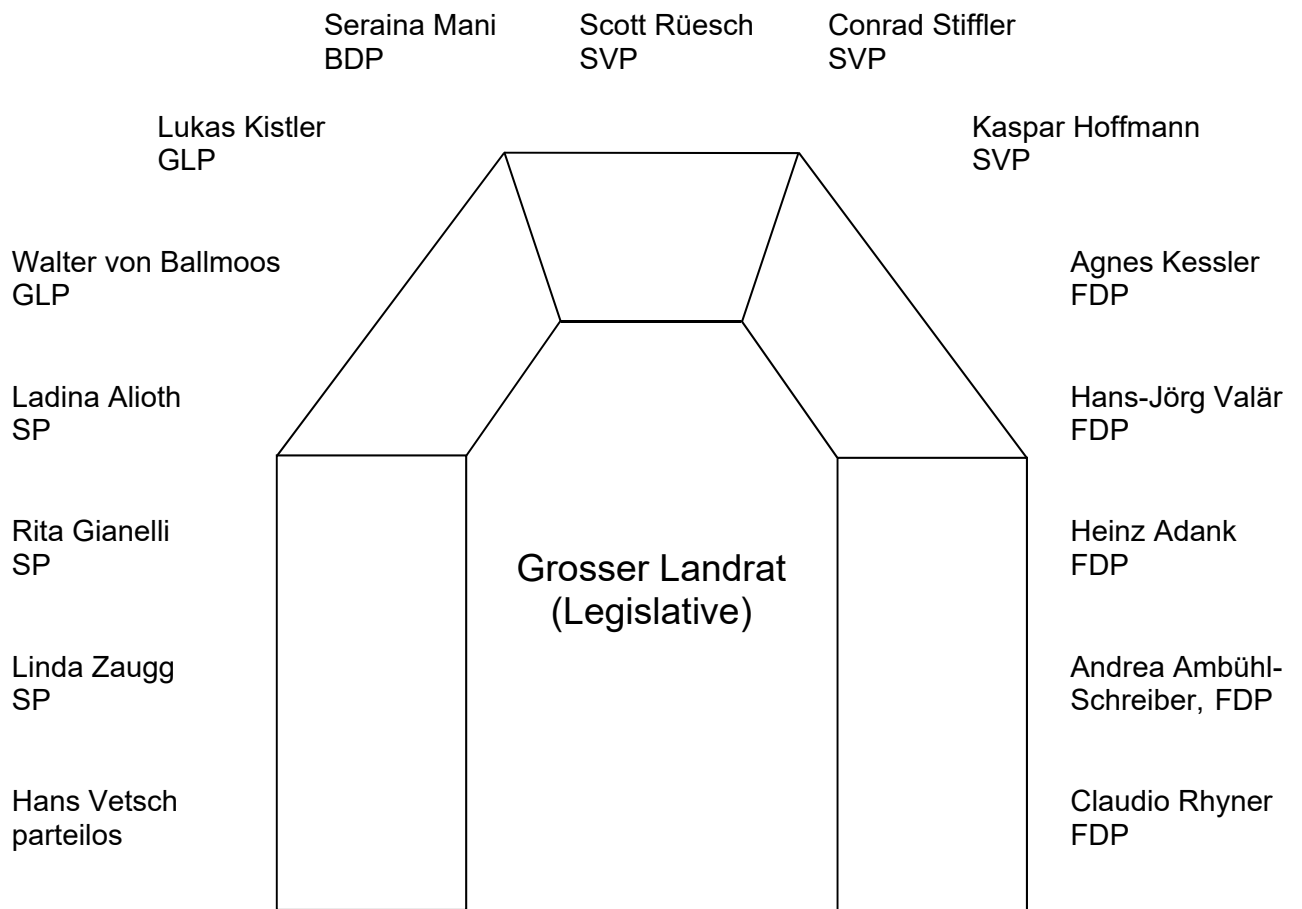 Seraina Mani
BDP
Scott Rüesch
SVP
Conrad Stiffler
SVP
Lukas Kistler
GLP
Kaspar Hoffmann
SVP
Walter von Ballmoos
GLP
Agnes Kessler
FDP
Ladina Alioth
SP
Hans-Jörg Valär
FDP
Rita Gianelli
SP
Grosser Landrat
(Legislative)
Heinz Adank
FDP
Linda Zaugg
SP
Andrea Ambühl-
Schreiber, FDP
Hans Vetsch
parteilos
Claudio Rhyner
FDP